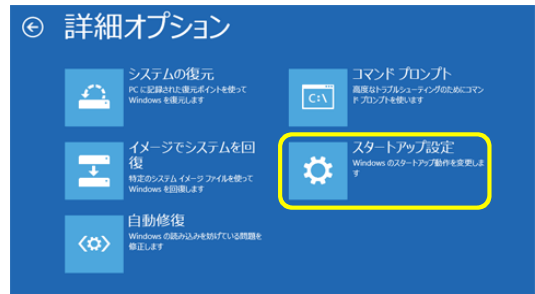 詳細オプション
システムの復元
PC に記録された復元ポイントを使って
Windows を復元します
コマンド プロンプト
高度なトラブルシューティングのためにコマン
ド プロンプトを使います
C:\
イメージでシステムを回
復
特定のシステム イメージ ファイルを使って
Windows を回復します
スタートアップ設定
Windows のスタートアップ動作を変更しま
す
自動修復
Windows の読み込みを妨げている問題を
修正します